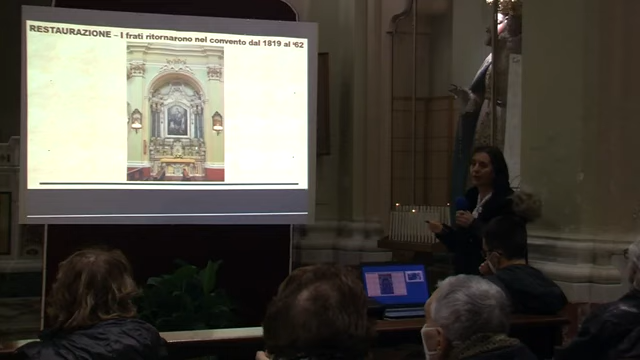 RESTAURAZIONE – I frati ritornarono nel convento dal 1819 al '62